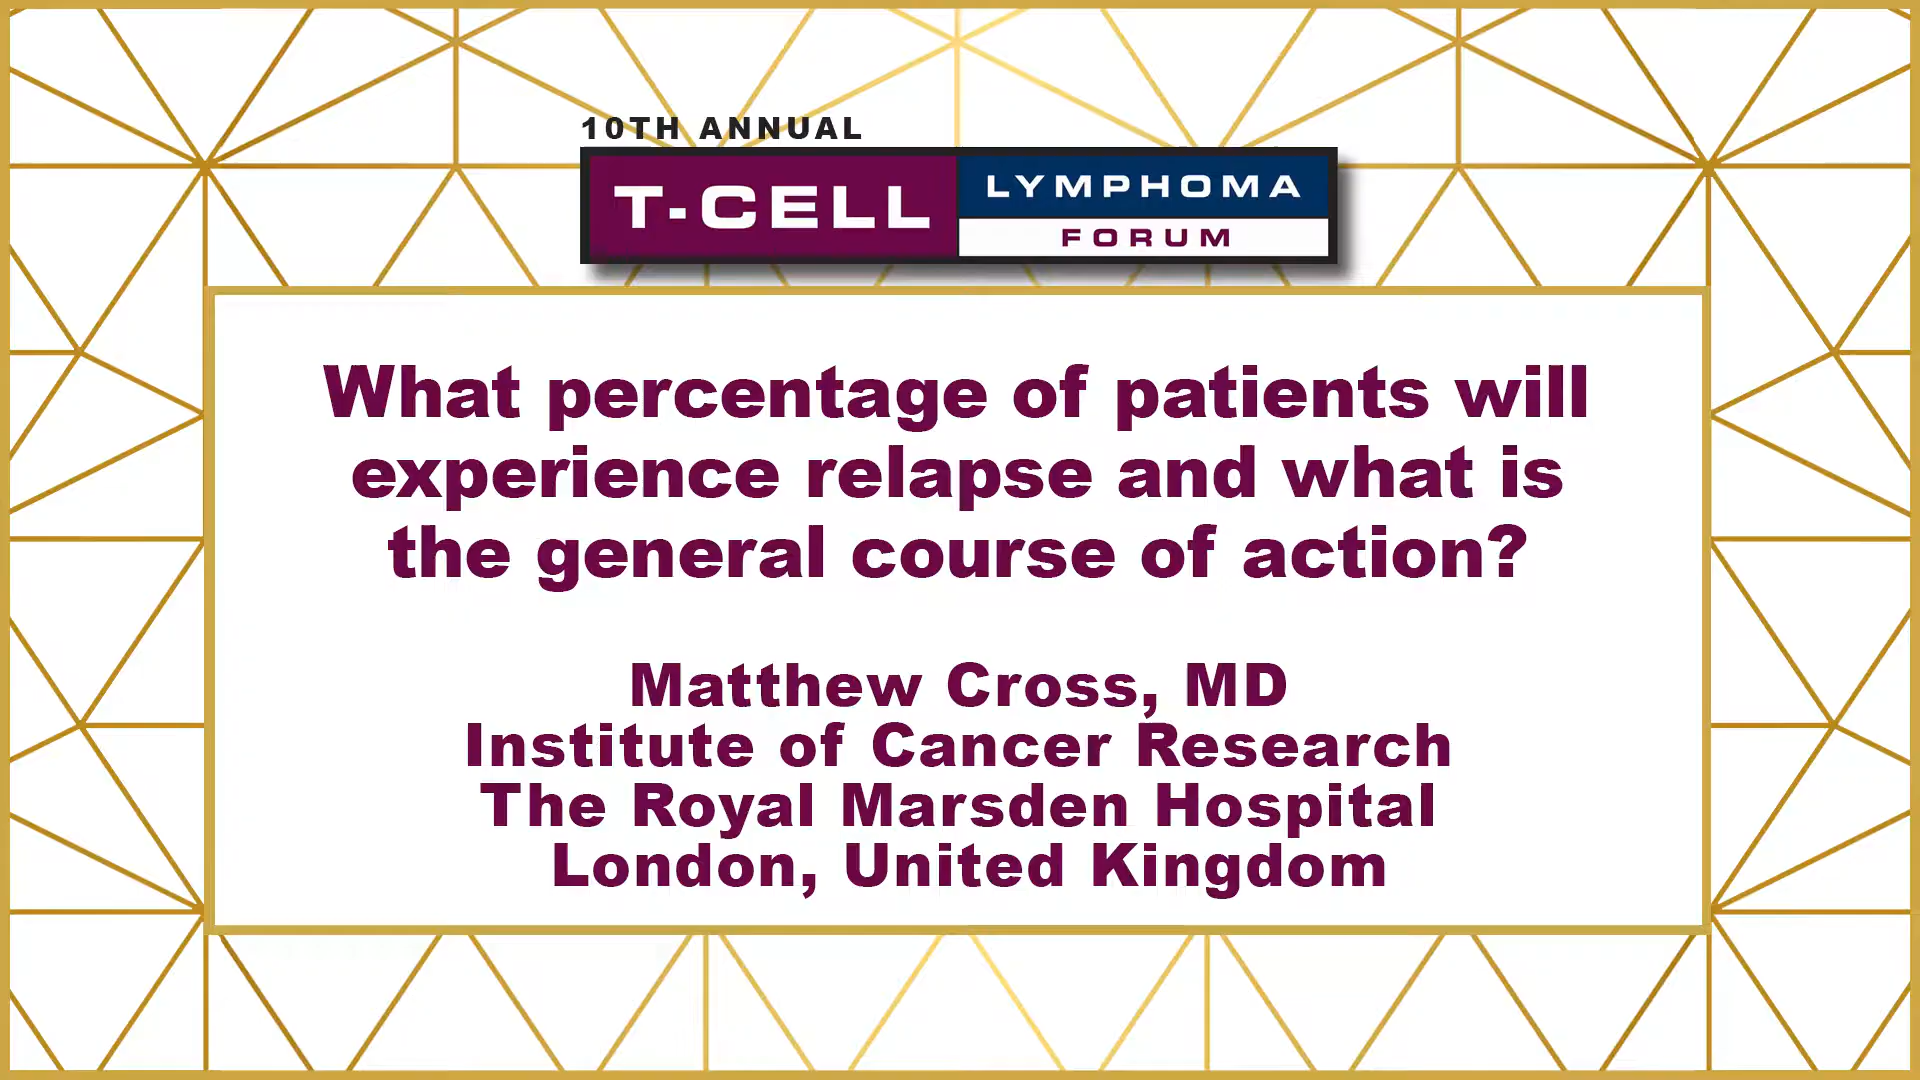 10TH ANNUAL
T-CELL LYMPHOMA
FORUM
What percentage of patients will
experience relapse and what is
the general course of action?
Matthew Cross, MD
Institute of Cancer Research
The Royal Marsden Hospital
London, United Kingdom